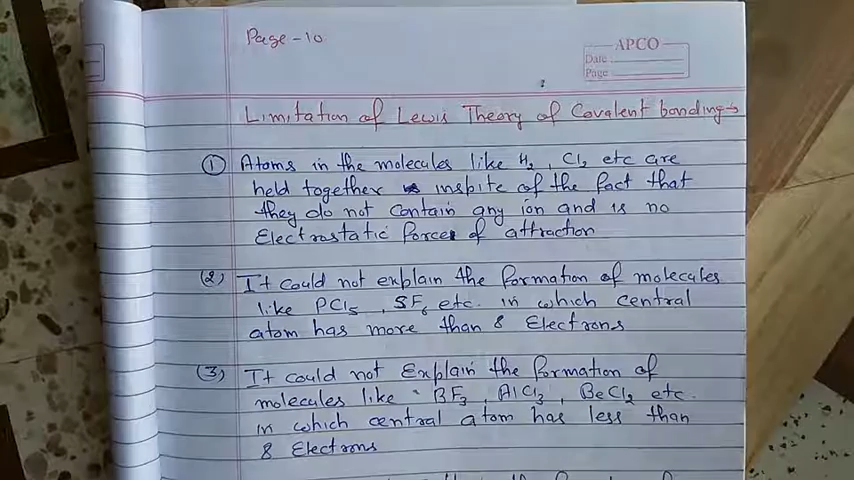 Page - 10
APCO
Date
Page
Limitation of Lewis Theory of Covalent bonding →
(1) Atoms in the molecules like H2, Cl2 etc are
held together inspite of the fact that
they do not contain any ion and is no
Electrostatic force of attraction
(2) It could not explain the formation of molecules
like PCl5, SF6 etc. in which central
atom has more than 8 Electrons
(3) It could not Explain the formation of
molecules like BF3, AlCl3, BeCl2 etc.
in which central atom has less than
8 Electrons